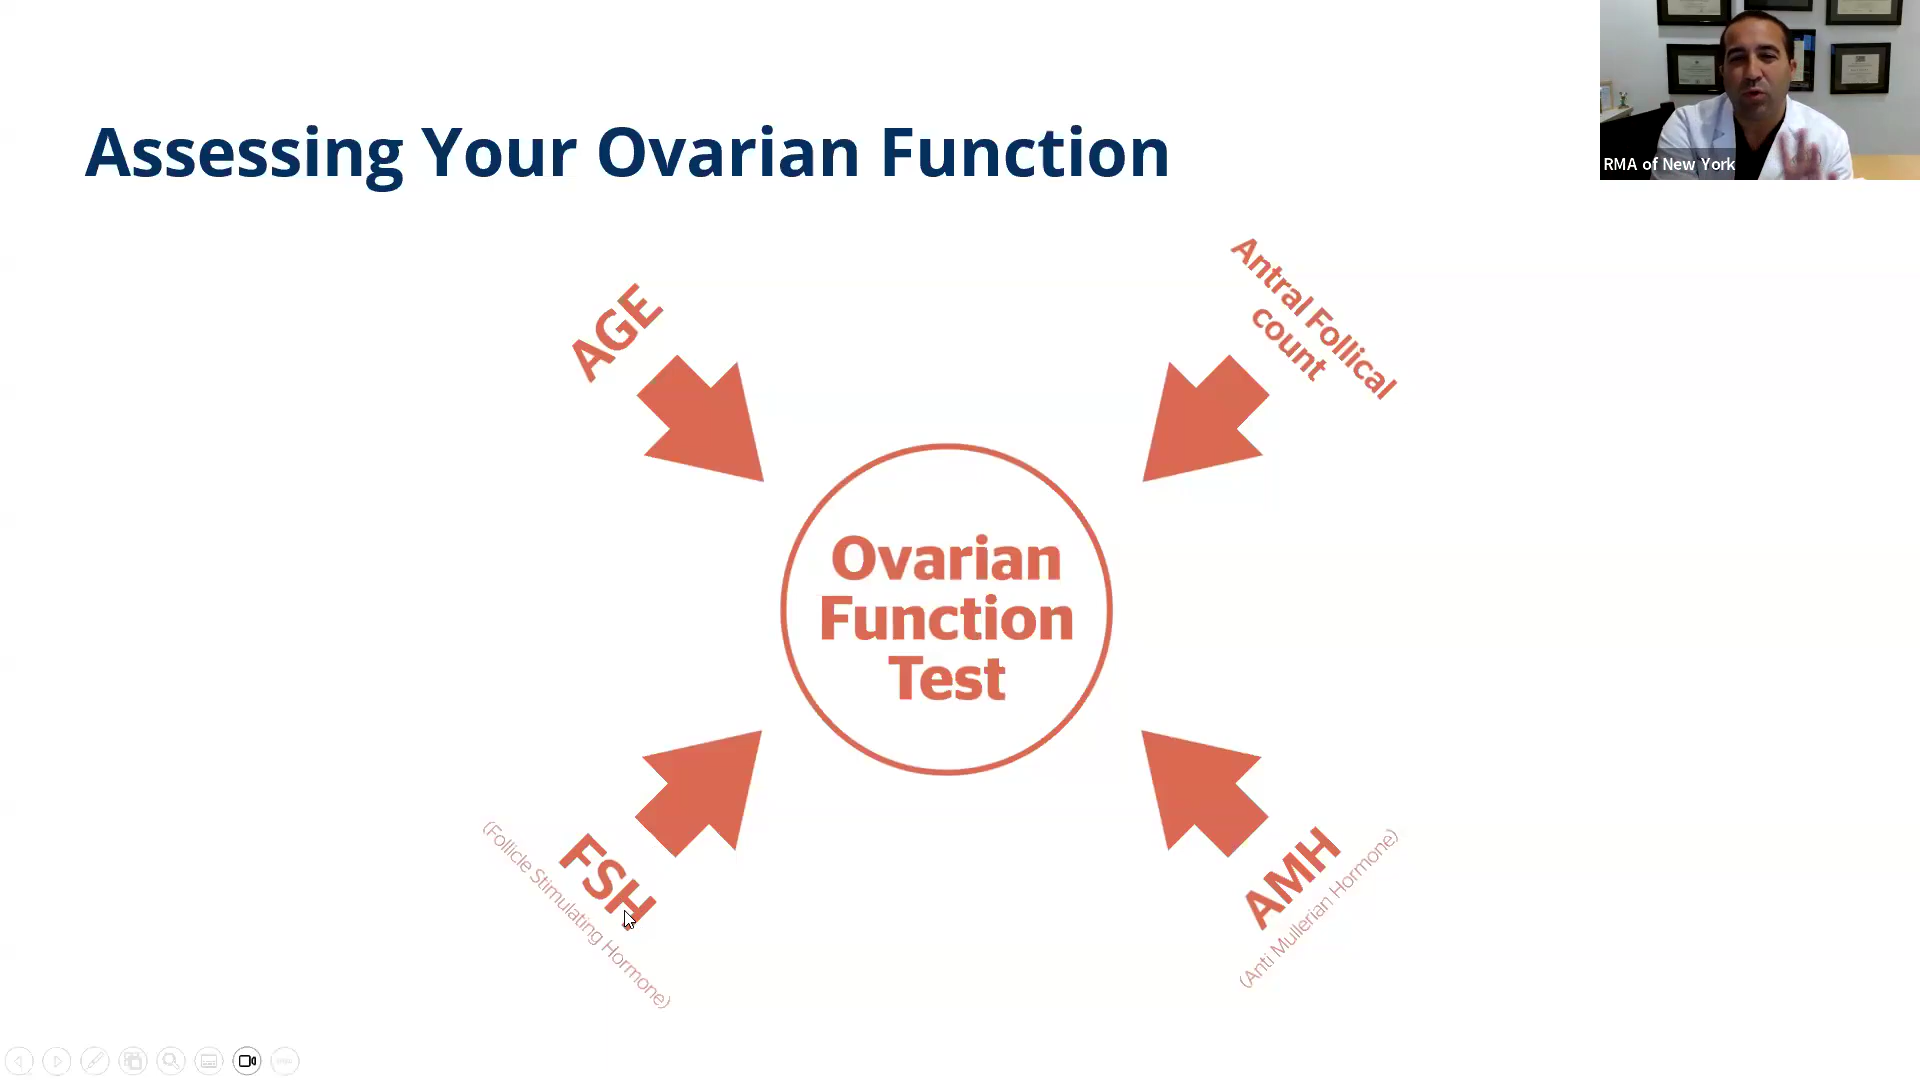 Assessing Your Ovarian Function
RMA of New York
AGE
Antral Follical
count
Ovarian
Function
Test
FSH
(Follicle Stimulating Hormone)
AMH
(Anti Mullerian Hormone)